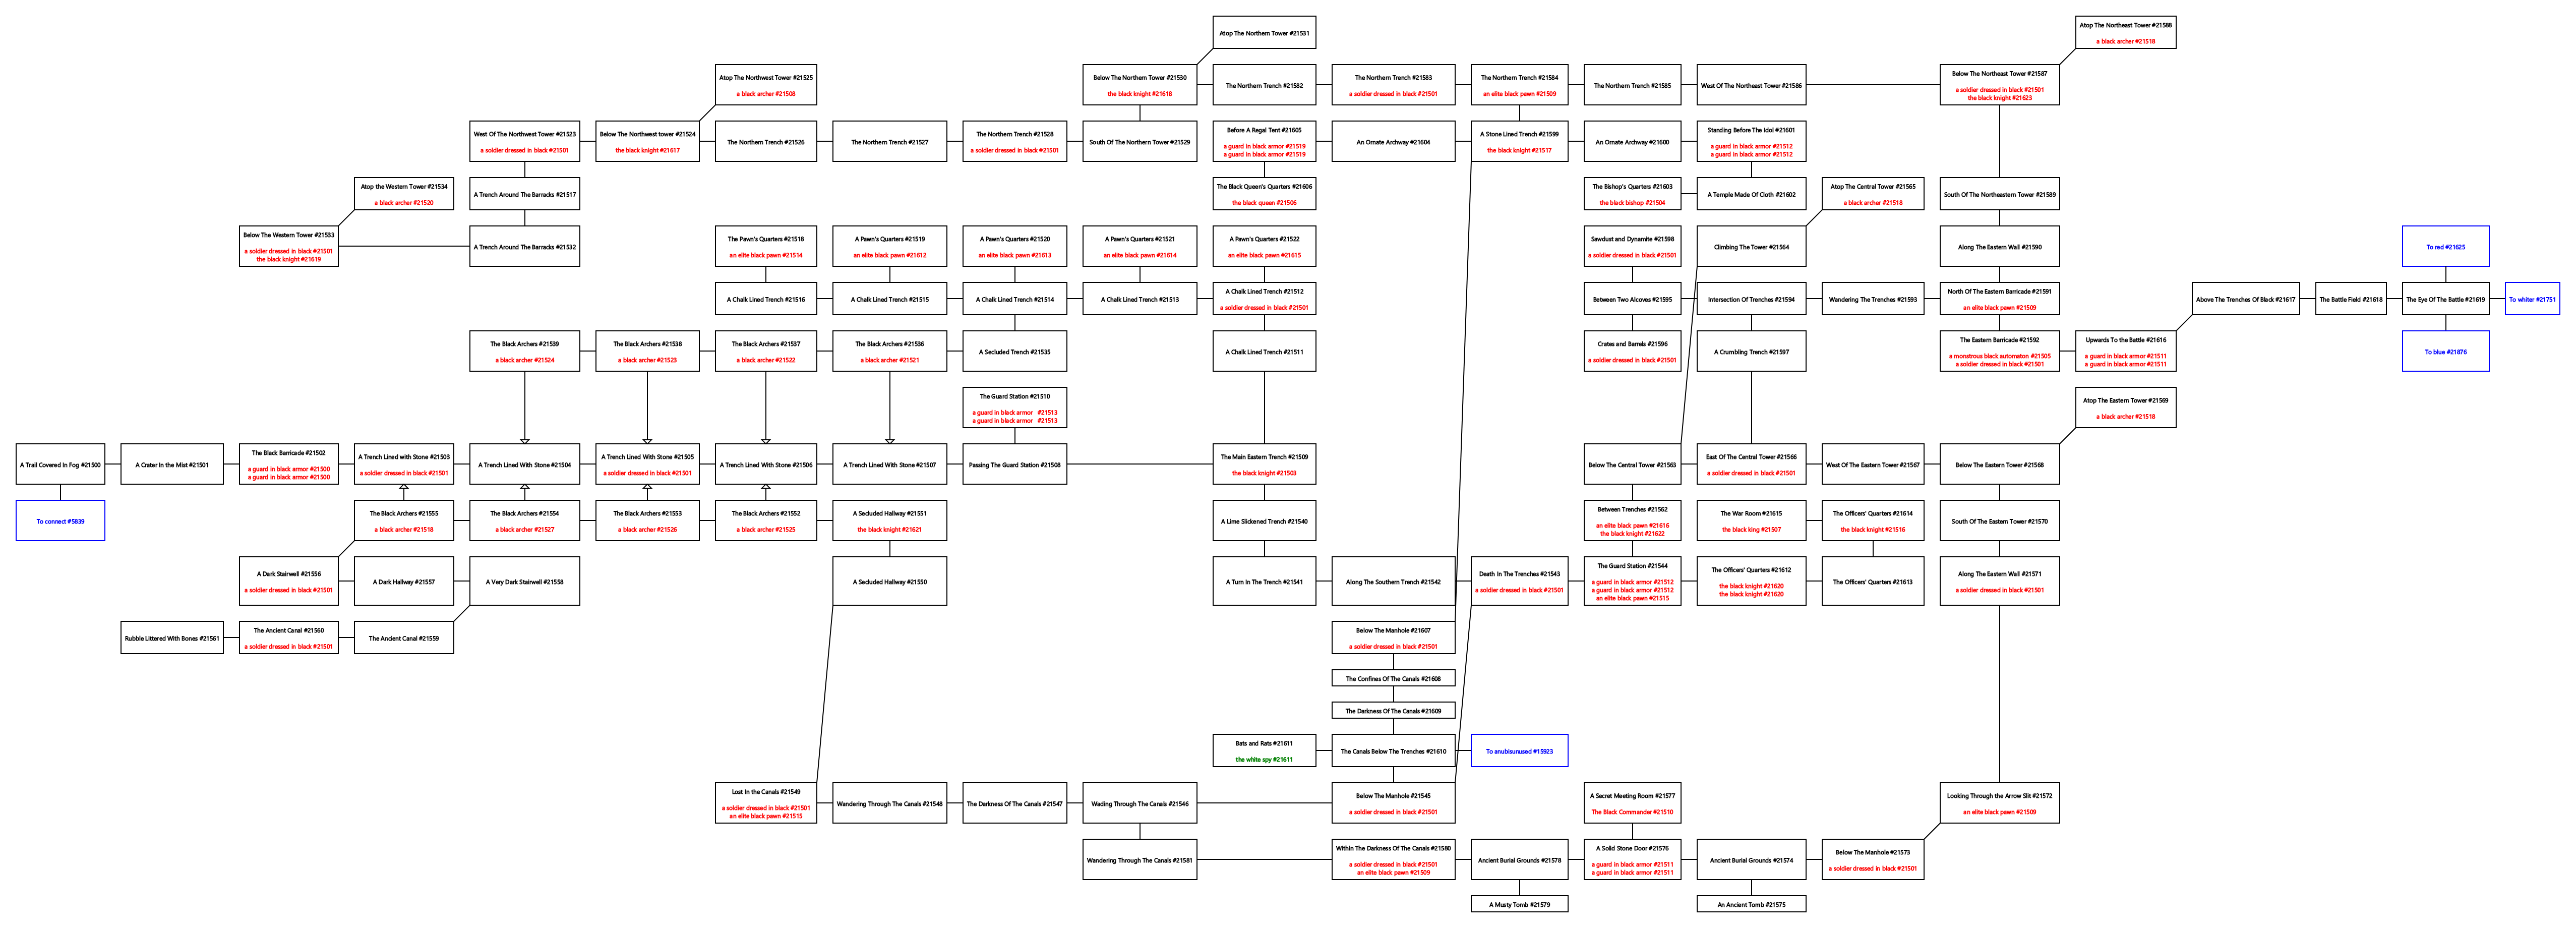 Atop The Northern Tower #21531
Atop The Northeast Tower #21588
a black archer #21518
Atop The Northwest Tower #21525
a black archer #21508
Below The Northern Tower #21530
the black knight #21618
The Northern Trench #21582
The Northern Trench #21583
a soldier dressed in black #21501
The Northern Trench #21584
an elite black pawn #21509
The Northern Trench #21585
West Of The Northeast Tower #21586
Below The Northeast Tower #21587
a soldier dressed in black #21501
the black knight #21623
West Of The Northwest Tower #21523
a soldier dressed in black #21501
Below The Northwest tower #21524
the black knight #21617
The Northern Trench #21526
The Northern Trench #21527
The Northern Trench #21528
a soldier dressed in black #21501
South Of The Northern Tower #21529
Before A Regal Tent #21605
a guard in black armor #21519
a guard in black armor #21519
An Ornate Archway #21604
A Stone Lined Trench #21599
the black knight #21517
An Ornate Archway #21600
Standing Before The Idol #21601
a guard in black armor #21512
a guard in black armor #21512
Atop the Western Tower #21534
a black archer #21520
A Trench Around The Barracks #21517
The Black Queen's Quarters #21606
the black queen #21506
The Bishop's Quarters #21603
the black bishop #21504
A Temple Made Of Cloth #21602
Atop The Central Tower #21565
a black archer #21518
South Of The Northeastern Tower #21589
Below The Western Tower #21533
a soldier dressed in black #21501
the black knight #21619
A Trench Around The Barracks #21532
The Pawn's Quarters #21518
an elite black pawn #21514
A Pawn's Quarters #21519
an elite black pawn #21612
A Pawn's Quarters #21520
an elite black pawn #21613
A Pawn's Quarters #21521
an elite black pawn #21614
A Pawn's Quarters #21522
an elite black pawn #21615
Sawdust and Dynamite #21598
a soldier dressed in black #21501
Climbing The Tower #21564
Along The Eastern Wall #21590
To red #21625
A Chalk Lined Trench #21516
A Chalk Lined Trench #21515
A Chalk Lined Trench #21514
A Chalk Lined Trench #21513
A Chalk Lined Trench #21512
a soldier dressed in black #21501
Between Two Alcoves #21595
Intersection Of Trenches #21594
Wandering The Trenches #21593
North Of The Eastern Barricade #21591
an elite black pawn #21509
Above The Trenches Of Black #21617
The Battle Field #21618
The Eye Of The Battle #21619
To whiter #21751
The Black Archers #21539
a black archer #21524
The Black Archers #21538
a black archer #21523
The Black Archers #21537
a black archer #21522
The Black Archers #21536
a black archer #21521
A Secluded Trench #21535
A Chalk Lined Trench #21511
Crates and Barrels #21596
a soldier dressed in black #21501
A Crumbling Trench #21597
The Eastern Barricade #21592
a monstrous black automaton #21505
a soldier dressed in black #21501
Upwards To the Battle #21616
a guard in black armor #21511
a guard in black armor #21511
To blue #21876
The Guard Station #21510
a guard in black armor #21513
a guard in black armor #21513
Atop The Eastern Tower #21569
a black archer #21518
A Trail Covered In Fog #21500
A Crater In the Mist #21501
The Black Barricade #21502
a guard in black armor #21500
a guard in black armor #21500
A Trench Lined with Stone #21503
a soldier dressed in black #21501
A Trench Lined With Stone #21504
A Trench Lined With Stone #21505
a soldier dressed in black #21501
A Trench Lined With Stone #21506
A Trench Lined With Stone #21507
Passing The Guard Station #21508
The Main Eastern Trench #21509
the black knight #21503
Below The Central Tower #21563
East Of The Central Tower #21566
a soldier dressed in black #21501
West Of The Eastern Tower #21567
Below The Eastern Tower #21568
To connect #5839
The Black Archers #21555
a black archer #21518
The Black Archers #21554
a black archer #21527
The Black Archers #21553
a black archer #21526
The Black Archers #21552
a black archer #21525
A Secluded Hallway #21551
the black knight #21621
A Lime Slickened Trench #21540
Between Trenches #21562
an elite black pawn #21616
the black knight #21622
The War Room #21615
the black king #21507
The Officers' Quarters #21614
the black knight #21516
South Of The Eastern Tower #21570
A Dark Stairwell #21556
a soldier dressed in black #21501
A Dark Hallway #21557
A Very Dark Stairwell #21558
A Secluded Hallway #21550
A Turn In The Trench #21541
Along The Southern Trench #21542
Death In The Trenches #21543
a soldier dressed in black #21501
The Guard Station #21544
a guard in black armor #21512
a guard in black armor #21512
an elite black pawn #21515
The Officers' Quarters #21612
the black knight #21620
the black knight #21620
The Officers' Quarters #21613
Along The Eastern Wall #21571
a soldier dressed in black #21501
Rubble Littered With Bones #21561
The Ancient Canal #21560
a soldier dressed in black #21501
The Ancient Canal #21559
Below The Manhole #21607
a soldier dressed in black #21501
The Confines Of The Canals #21608
The Darkness Of The Canals #21609
Bats and Rats #21611
the white spy #21611
The Canals Below The Trenches #21610
To anubisunused #15923
Lost In the Canals #21549
a soldier dressed in black #21501
an elite black pawn #21515
Wandering Through The Canals #21548
The Darkness Of The Canals #21547
Wading Through The Canals #21546
Below The Manhole #21545
a soldier dressed in black #21501
A Secret Meeting Room #21577
The Black Commander #21510
Looking Through the Arrow Slit #21572
an elite black pawn #21509
Wandering Through The Canals #21581
Within The Darkness Of The Canals #21580
a soldier dressed in black #21501
an elite black pawn #21509
Ancient Burial Grounds #21578
A Solid Stone Door #21576
a guard in black armor #21511
a guard in black armor #21511
Ancient Burial Grounds #21574
Below The Manhole #21573
a soldier dressed in black #21501
A Musty Tomb #21579
An Ancient Tomb #21575